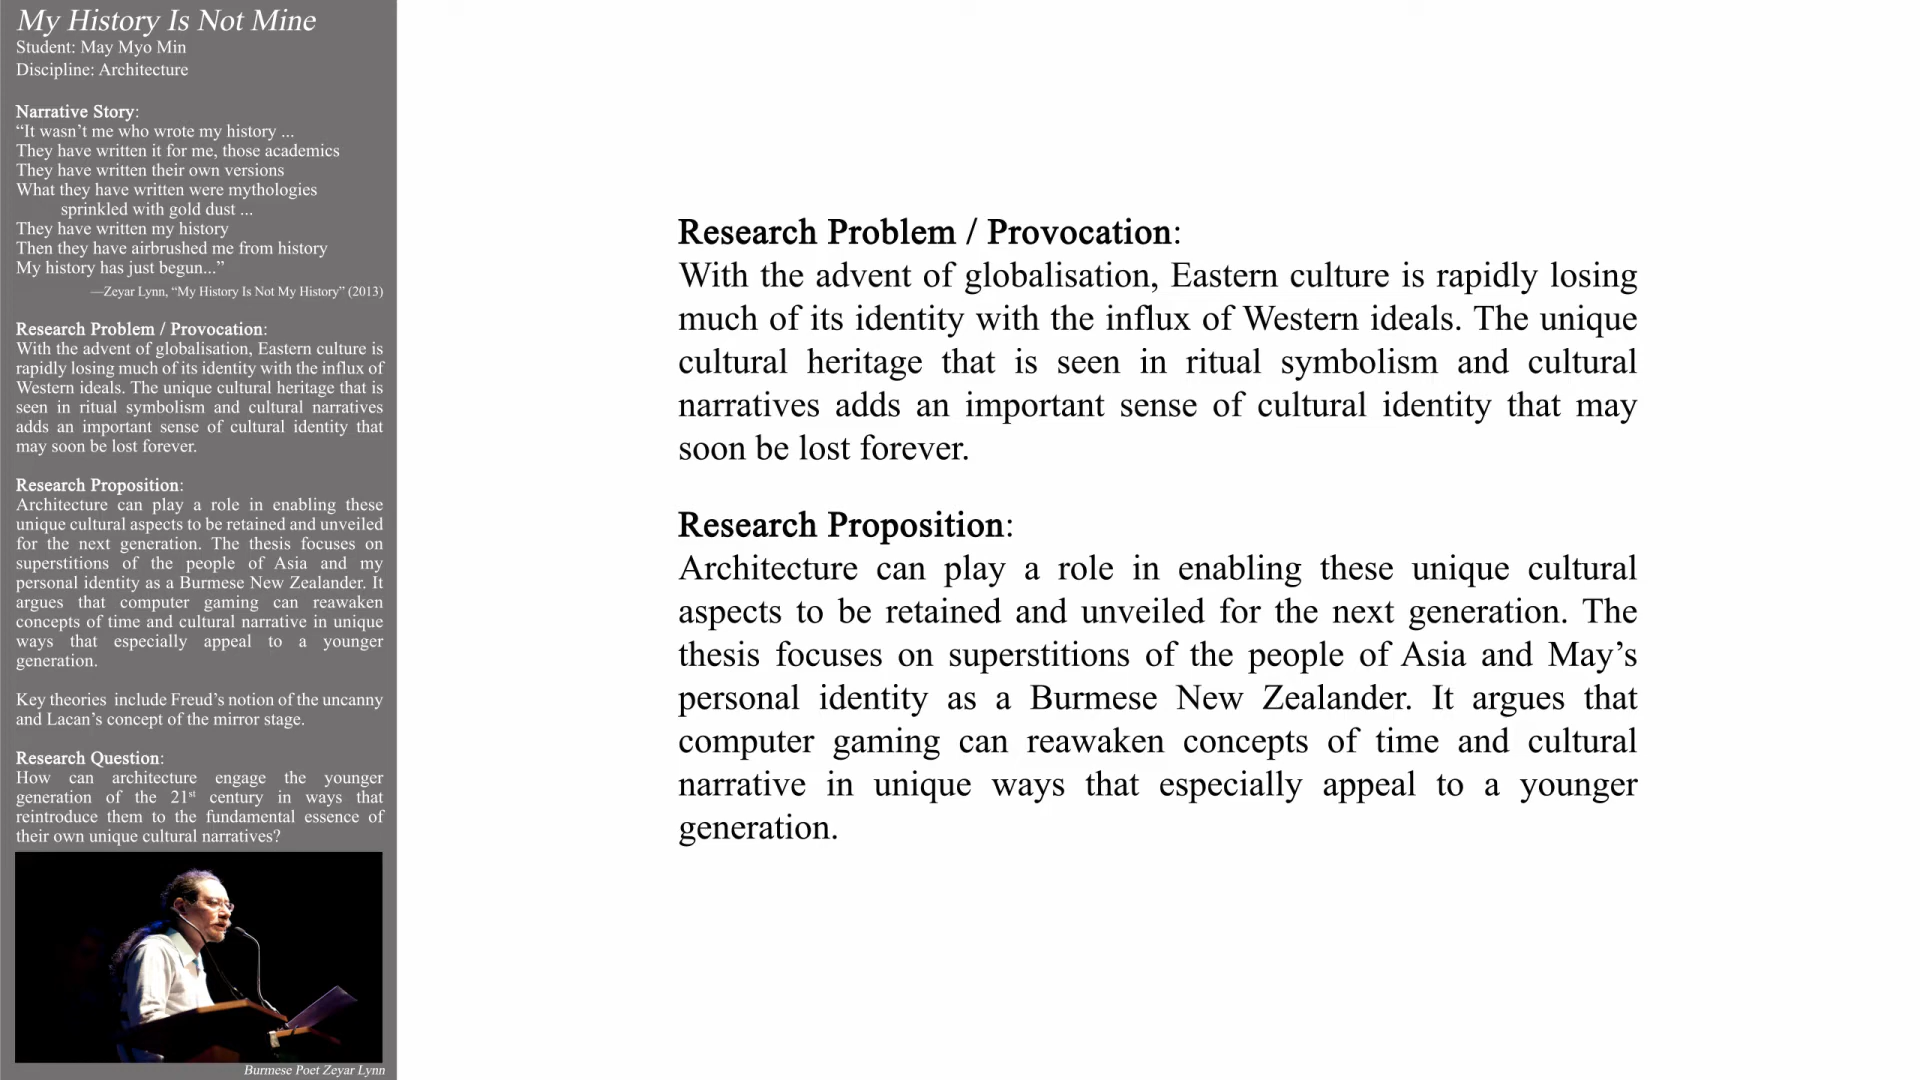 My History Is Not Mine
Student: May Myo Min
Discipline: Architecture
Narrative Story:
“It wasn’t me who wrote my history ...
They have written it for me, those academics
They have written their own versions
What they have written were mythologies
sprinkled with gold dust ...
They have written my history
Then they have airbrushed me from history
My history has just begun...”
—Zeyar Lynn, “My History Is Not My History” (2013)
Research Problem / Provocation:
With the advent of globalisation, Eastern culture is
rapidly losing much of its identity with the influx of
Western ideals. The unique cultural heritage that is
seen in ritual symbolism and cultural narratives
adds an important sense of cultural identity that
may soon be lost forever.
Research Proposition:
Architecture can play a role in enabling these
unique cultural aspects to be retained and unveiled
for the next generation. The thesis focuses on
superstitions of the people of Asia and my
personal identity as a Burmese New Zealander. It
argues that computer gaming can reawaken
concepts of time and cultural narrative in unique
ways that especially appeal to a younger
generation.
Key theories include Freud’s notion of the uncanny
and Lacan’s concept of the mirror stage.
Research Question:
How can architecture engage the younger
generation of the 21st century in ways that
reintroduce them to the fundamental essence of
their own unique cultural narratives?
Burmese Poet Zeyar Lynn
Research Problem / Provocation:
With the advent of globalisation, Eastern culture is rapidly losing
much of its identity with the influx of Western ideals. The unique
cultural heritage that is seen in ritual symbolism and cultural
narratives adds an important sense of cultural identity that may
soon be lost forever.
Research Proposition:
Architecture can play a role in enabling these unique cultural
aspects to be retained and unveiled for the next generation. The
thesis focuses on superstitions of the people of Asia and May’s
personal identity as a Burmese New Zealander. It argues that
computer gaming can reawaken concepts of time and cultural
narrative in unique ways that especially appeal to a younger
generation.